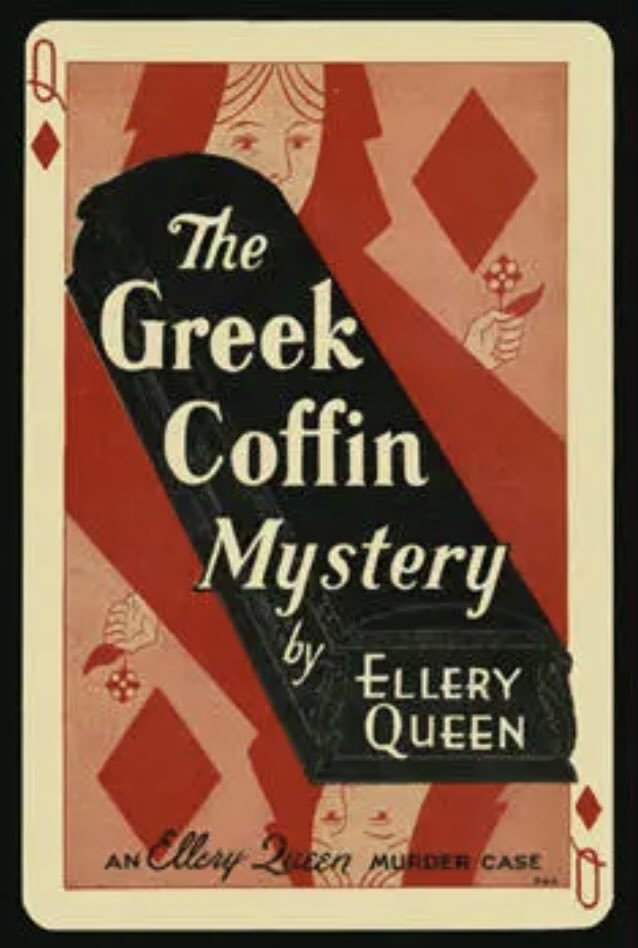 Q
The
Greek
Coffin
Mystery
by
ELLERY
QUEEN
AN Ellery Queen MURDER CASE
Q